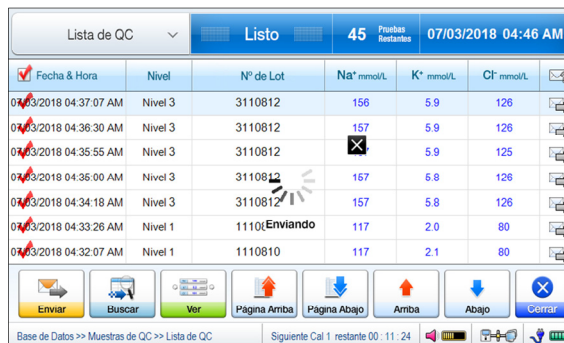 Lista de QC Listo 45 Pruebas Restantes 07/03/2018 04:46 AM
Fecha & Hora Nivel Nº de Lot Na⁺ mmol/L K⁺ mmol/L Cl⁻ mmol/L
07/03/2018 04:37:07 AM Nivel 3 3110812 156 5.9 126
07/03/2018 04:36:30 AM Nivel 3 3110812 157 5.9 126
07/03/2018 04:35:55 AM Nivel 3 3110812 5.9 125
07/03/2018 04:35:00 AM Nivel 3 3110812 157 5.8 126
07/03/2018 04:34:18 AM Nivel 3 3110812 157 5.8 126
07/03/2018 04:33:26 AM Nivel 1 Enviando 117 2.0 80
07/03/2018 04:32:07 AM Nivel 1 1110810 117 2.1 80
Enviar Buscar Ver Página Arriba Página Abajo Arriba Abajo Cerrar
Base de Datos >> Muestras de QC >> Lista de QC Siguiente Cal 1 restante 00 : 11 : 24